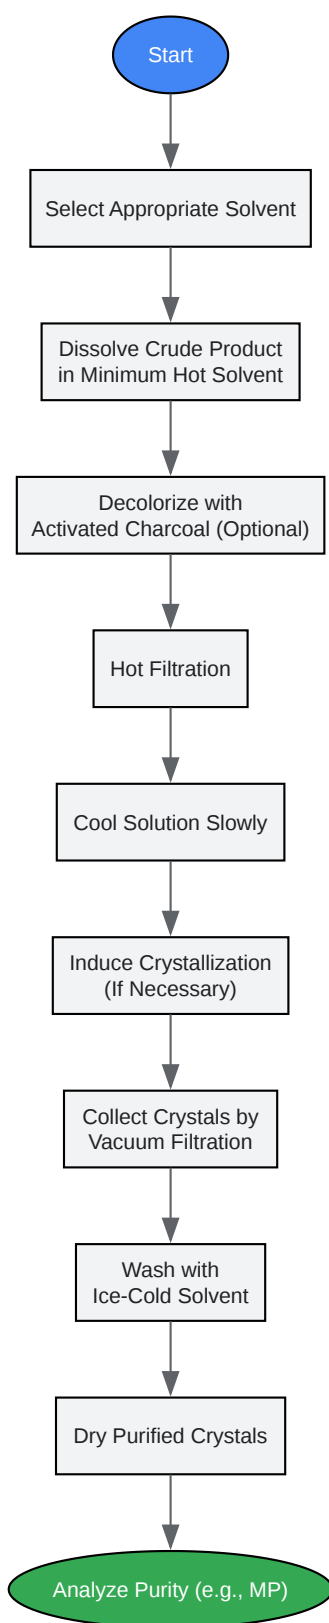 Start
Select Appropriate Solvent
Dissolve Crude Product
in Minimum Hot Solvent
Decolorize with
Activated Charcoal (Optional)
Hot Filtration
Cool Solution Slowly
Induce Crystallization
(If Necessary)
Collect Crystals by
Vacuum Filtration
Wash with
Ice-Cold Solvent
Dry Purified Crystals
Analyze Purity (e.g., MP)